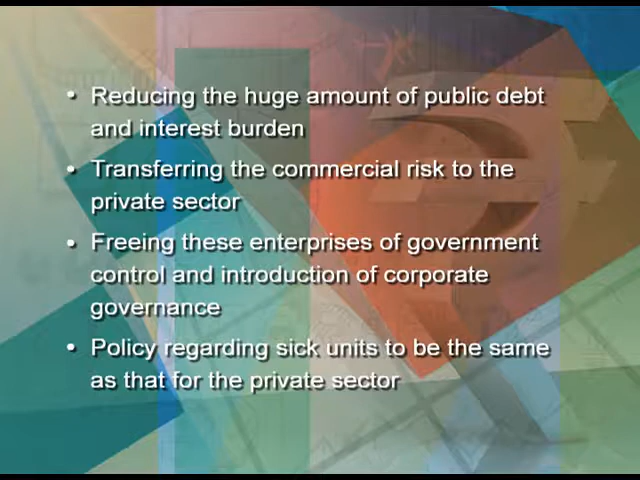 • Reducing the huge amount of public debt
and interest burden
• Transferring the commercial risk to the
private sector
• Freeing these enterprises of government
control and introduction of corporate
governance
• Policy regarding sick units to be the same
as that for the private sector